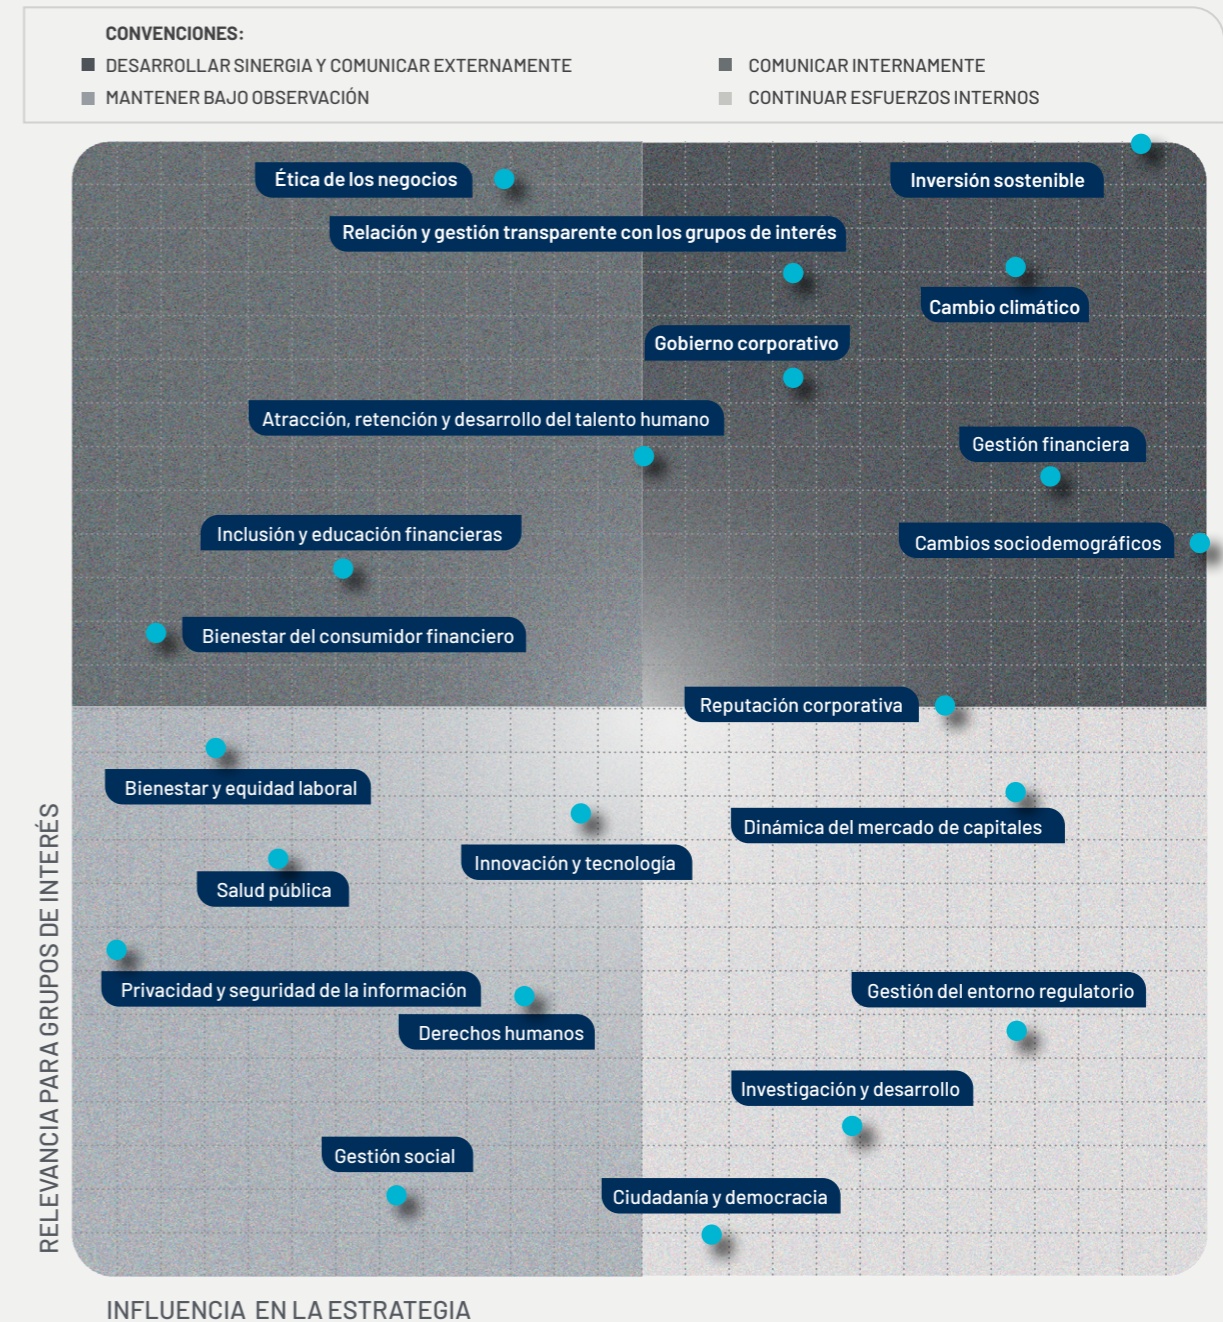 CONVENCIONES:
DESARROLLAR SINERGIA Y COMUNICAR EXTERNAMENTE
COMUNICAR INTERNAMENTE
MANTENER BAJO OBSERVACIÓN
CONTINUAR ESFUERZOS INTERNOS
Ética de los negocios
Inversión sostenible
Relación y gestión transparente con los grupos de interés
Cambio climático
Gobierno corporativo
Atracción, retención y desarrollo del talento humano
Gestión financiera
Inclusión y educación financieras
Cambios sociodemográficos
Bienestar del consumidor financiero
Reputación corporativa
Bienestar y equidad laboral
Dinámica del mercado de capitales
Innovación y tecnología
Salud pública
Privacidad y seguridad de la información
Gestión del entorno regulatorio
Derechos humanos
Investigación y desarrollo
Gestión social
Ciudadanía y democracia
RELEVANCIA PARA GRUPOS DE INTERÉS
INFLUENCIA EN LA ESTRATEGIA